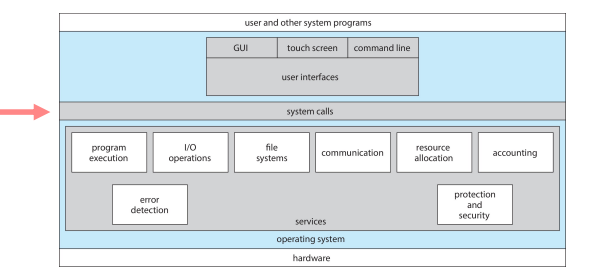 user and other system programs
GUI
touch screen
command line
user interfaces
system calls
program
execution
I/O
operations
file
systems
communication
resource
allocation
accounting
error
detection
protection
and
security
services
operating system
hardware